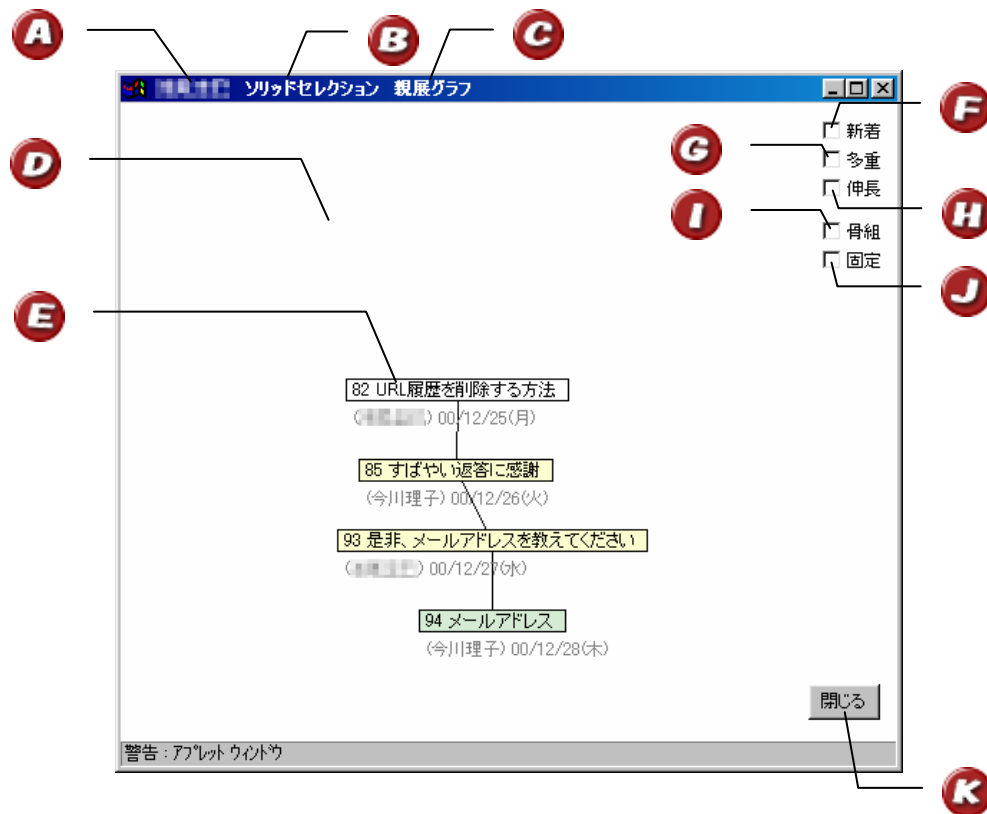 A
B
C
ソリッドセレクション 親展グラフ
F
新着
G
多重
D
伸長
H
I
骨組
固定
J
E
82 URL履歴を削除する方法
( ) 00/12/25(月)
85 すばやい返答に感謝
(今川理子) 00/12/26(火)
93 是非、メールアドレスを教えてください
( ) 00/12/27(水)
94 メールアドレス
(今川理子) 00/12/28(木)
閉じる
警告 : アプレット ウィンドウ
K